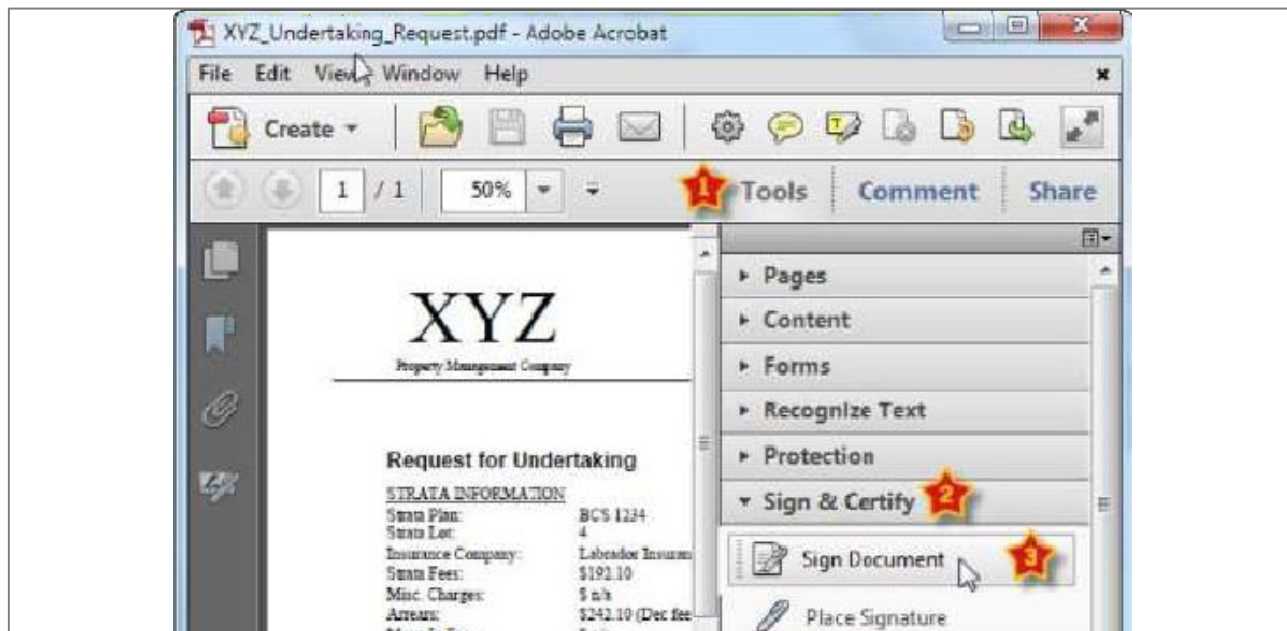 XYZ_Undertaking_Request.pdf - Adobe Acrobat
File Edit View Window Help
Create
1 / 1 50% 1 Tools Comment Share
Pages
Content
Forms
Recognize Text
Protection
Sign & Certify 2
Sign Document 3
Place Signature
XYZ
Property Management Company
Request for Undertaking
STRATA INFORMATION
Strata Plan: BCS 1234
Strata Lot: 4
Insurance Company: Labrador Insuran
Strata Fees: $192.10
Misc. Charges: $ n/a
Arrears: $242.10 (Dec fee